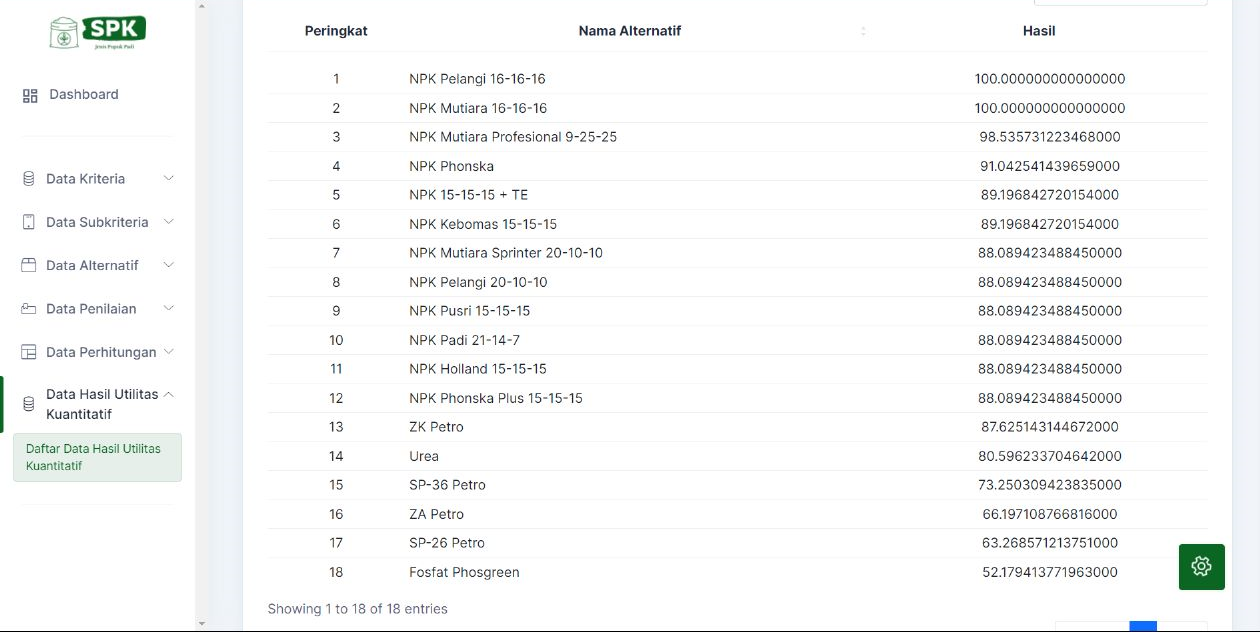 SPK
Jenis Pupuk Padi
Dashboard
Data Kriteria
Data Subkriteria
Data Alternatif
Data Penilaian
Data Perhitungan
Data Hasil Utilitas
Kuantitatif
Daftar Data Hasil Utilitas
Kuantitatif
Peringkat Nama Alternatif Hasil
1 NPK Pelangi 16-16-16 100.000000000000000
2 NPK Mutiara 16-16-16 100.000000000000000
3 NPK Mutiara Profesional 9-25-25 98.535731223468000
4 NPK Phonska 91.042541439659000
5 NPK 15-15-15 + TE 89.196842720154000
6 NPK Kebomas 15-15-15 89.196842720154000
7 NPK Mutiara Sprinter 20-10-10 88.089423488450000
8 NPK Pelangi 20-10-10 88.089423488450000
9 NPK Pusri 15-15-15 88.089423488450000
10 NPK Padi 21-14-7 88.089423488450000
11 NPK Holland 15-15-15 88.089423488450000
12 NPK Phonska Plus 15-15-15 88.089423488450000
13 ZK Petro 87.625143144672000
14 Urea 80.596233704642000
15 SP-36 Petro 73.250309423835000
16 ZA Petro 66.197108766816000
17 SP-26 Petro 63.268571213751000
18 Fosfat Phosgreen 52.179413771963000
Showing 1 to 18 of 18 entries